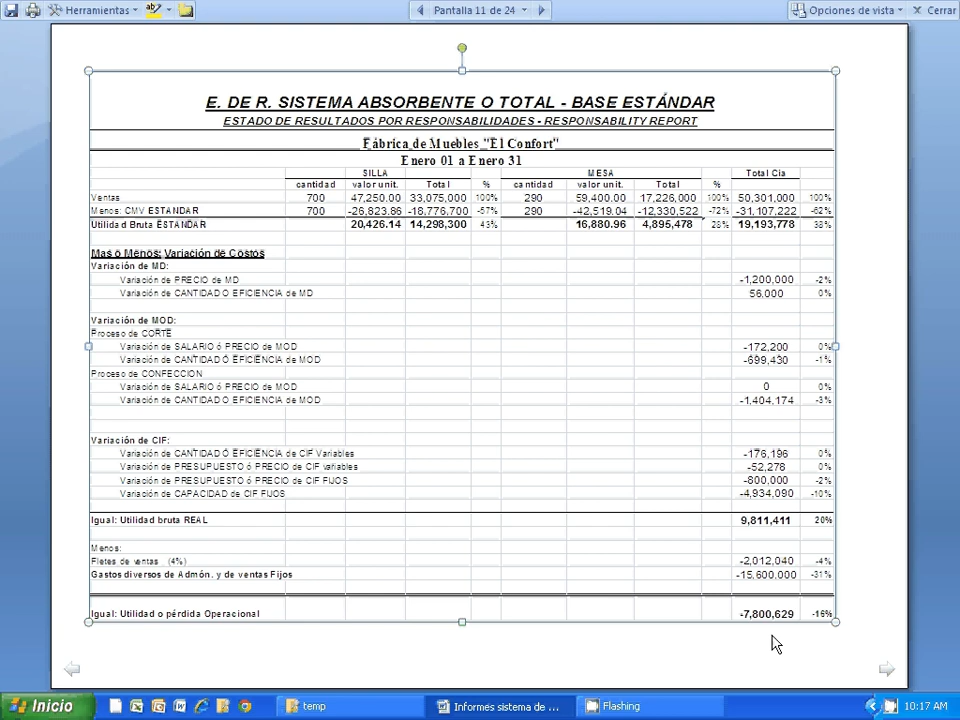 Herramientas Pantalla 11 de 24 Opciones de vista Cerrar
E. DE R. SISTEMA ABSORBENTE O TOTAL - BASE ESTÁNDAR
ESTADO DE RESULTADOS POR RESPONSABILIDADES - RESPONSABILITY REPORT
Fábrica de Muebles "El Confort"
Enero 01 a Enero 31
SILLA MESA Total Cia
cantidad valor unit. Total % cantidad valor unit. Total %
Ventas 700 47,250.00 33,075,000 100% 290 59,400.00 17,226,000 100% 50,301,000 100%
Menos: CMV ESTANDAR 700 -26,823.86 -18,776,700 -57% 290 -42,519.04 -12,330,522 -72% -31,107,222 -62%
Utilidad Bruta ESTANDAR 20,426.14 14,298,300 43% 16,880.96 4,895,478 28% 19,193,778 38%
Mas o Menos: Variación de Costos
Variación de MD:
Variación de PRECIO de MD -1,200,000 -2%
Variación de CANTIDAD O EFICIENCIA de MD 56,000 0%
Variación de MOD:
Proceso de CORTE
Variación de SALARIO ó PRECIO de MOD -172,200 0%
Variación de CANTIDAD O EFICIENCIA de MOD -699,430 -1%
Proceso de CONFECCION
Variación de SALARIO ó PRECIO de MOD 0 0%
Variación de CANTIDAD O EFICIENCIA de MOD -1,404,174 -3%
Variación de CIF:
Variación de CANTIDAD O EFICIENCIA de CIF Variables -176,196 0%
Variación de PRESUPUESTO ó PRECIO de CIF variables -52,278 0%
Variación de PRESUPUESTO ó PRECIO de CIF FIJOS -800,000 -2%
Variación de CAPACIDAD de CIF FIJOS -4,934,090 -10%
Igual: Utilidad bruta REAL 9,811,411 20%
Menos:
Fletes de ventas (4%) -2,012,040 -4%
Gastos diversos de Admón. y de ventas Fijos -15,600,000 -31%
Igual: Utilidad o pérdida Operacional -7,800,629 -16%
Inicio temp Informes sistema de ... Flashing 10:17 AM